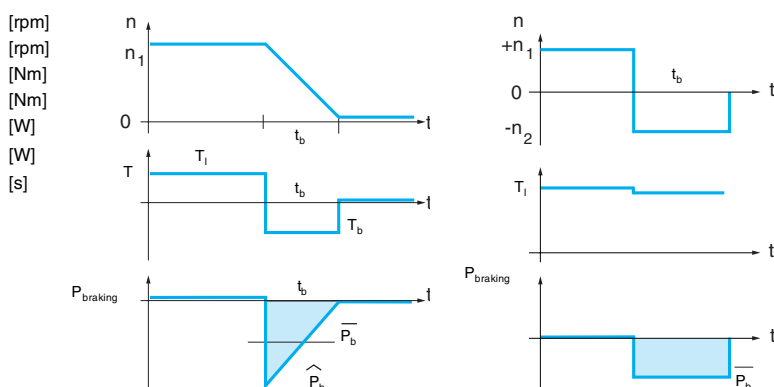 [rpm]
[rpm]
[Nm]
[Nm]
[W]
[W]
[s]
n
n1
0
tb
t
T
Tl
tb
Tb
t
Pbraking
tb
t
Pb
P̂b
n
+n1
0
-n2
tb
t
Tl
t
Pbraking
t
Pb